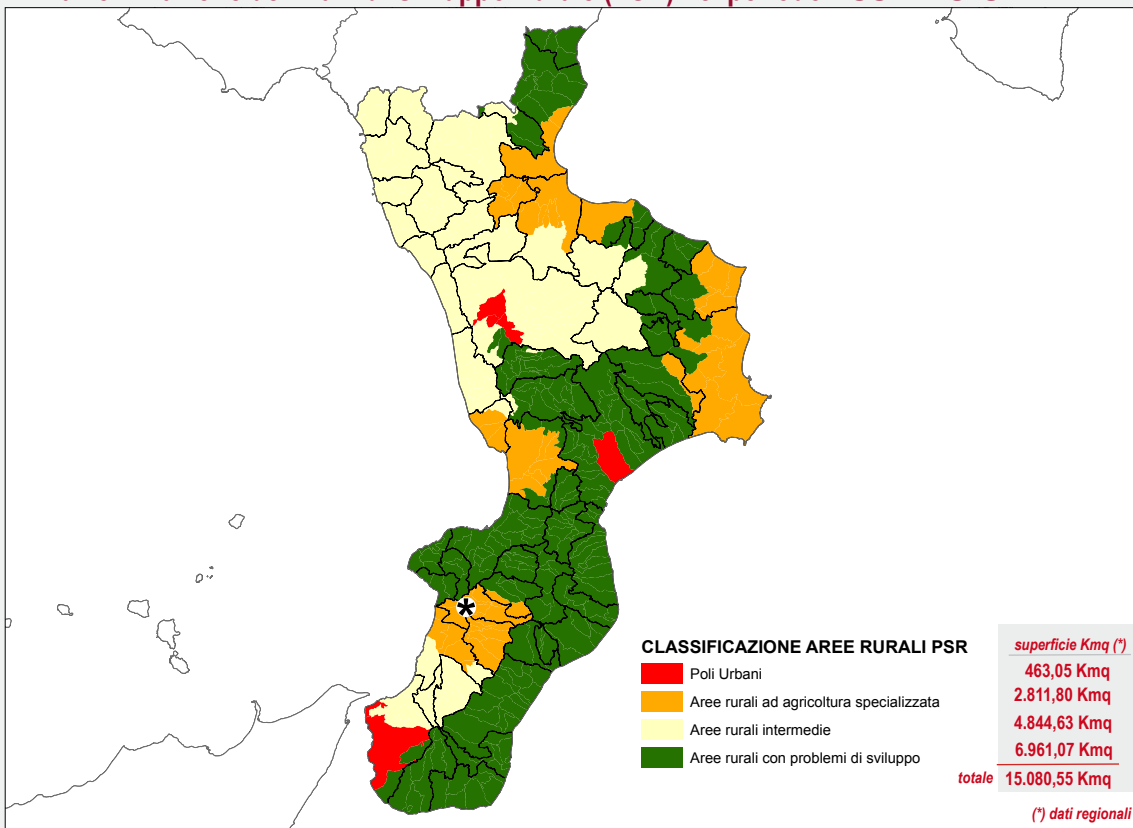 CLASSIFICAZIONE AREE RURALI PSR
superficie Kmq (*)
Poli Urbani
463,05 Kmq
Aree rurali ad agricoltura specializzata
2.811,80 Kmq
Aree rurali intermedie
4.844,63 Kmq
Aree rurali con problemi di sviluppo
6.961,07 Kmq
totale 15.080,55 Kmq
(*) dati regionali
*